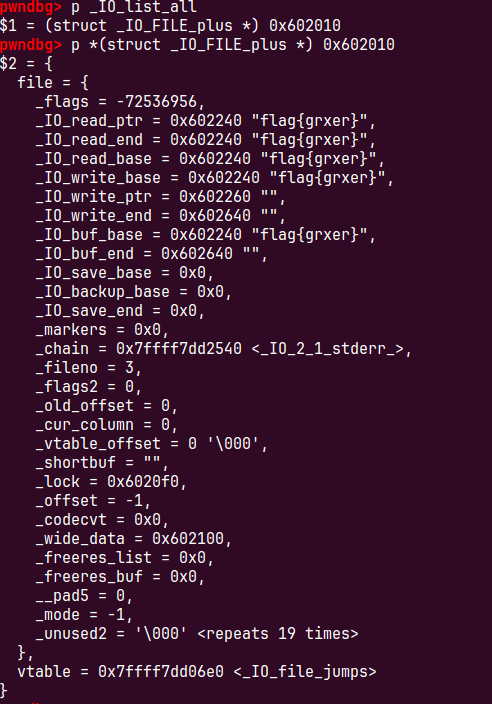 pwndbg> p _IO_list_all
$1 = (struct _IO_FILE_plus *) 0x602010
pwndbg> p *(struct _IO_FILE_plus *) 0x602010
$2 = {
  file = {
    _flags = -72536956,
    _IO_read_ptr = 0x602240 "flag{grxer}",
    _IO_read_end = 0x602240 "flag{grxer}",
    _IO_read_base = 0x602240 "flag{grxer}",
    _IO_write_base = 0x602240 "flag{grxer}",
    _IO_write_ptr = 0x602260 "",
    _IO_write_end = 0x602640 "",
    _IO_buf_base = 0x602240 "flag{grxer}",
    _IO_buf_end = 0x602640 "",
    _IO_save_base = 0x0,
    _IO_backup_base = 0x0,
    _IO_save_end = 0x0,
    _markers = 0x0,
    _chain = 0x7ffff7dd2540 <_IO_2_1_stderr_>,
    _fileno = 3,
    _flags2 = 0,
    _old_offset = 0,
    _cur_column = 0,
    _vtable_offset = 0 '\000',
    _shortbuf = "",
    _lock = 0x6020f0,
    _offset = -1,
    _codecvt = 0x0,
    _wide_data = 0x602100,
    _freeres_list = 0x0,
    _freeres_buf = 0x0,
    __pad5 = 0,
    _mode = -1,
    _unused2 = '\000' <repeats 19 times>
  },
  vtable = 0x7ffff7dd06e0 <_IO_file_jumps>
}